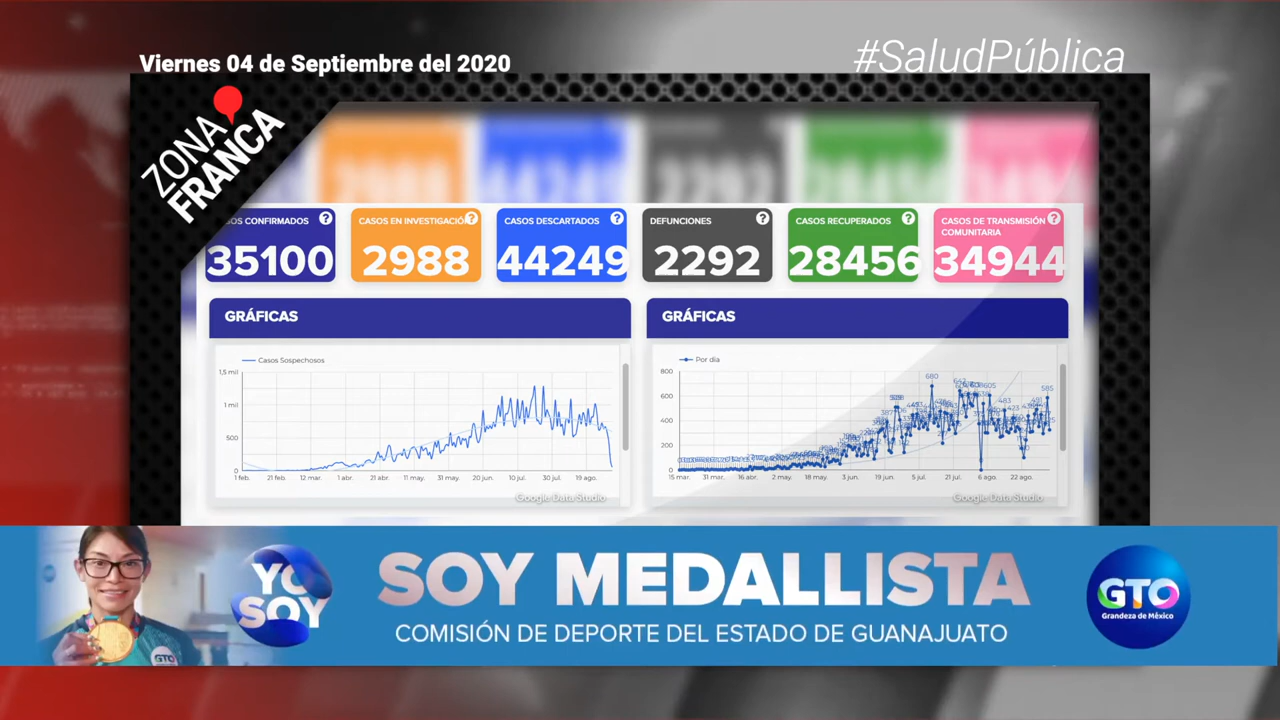 Viernes 04 de Septiembre del 2020
#SaludPública
ZONA
FRANCA
OS CONFIRMADOS
35100
CASOS EN INVESTIGACIÓ
2988
CASOS DESCARTADOS
44249
DEFUNCIONES
2292
CASOS RECUPERADOS
28456
CASOS DE TRANSMISIÓN
COMUNITARIA
34944
GRÁFICAS
Casos Sospechosos
1,5 mil
1 mil
500
0
1 feb. 21 feb. 12 mar. 1 abr. 21 abr. 11 may. 31 may. 20 jun. 10 jul. 30 jul. 19 ago.
Google Data Studio
GRÁFICAS
Por día
800
600
400
200
0
680
483
423
585
15 mar. 31 mar. 16 abr. 2 may. 18 may. 3 jun. 19 jun. 5 jul. 21 jul. 6 ago. 22 ago.
Google Data Studio
YO
SOY
SOY MEDALLISTA
COMISIÓN DE DEPORTE DEL ESTADO DE GUANAJUATO
GTO
Grandeza de México
GTO